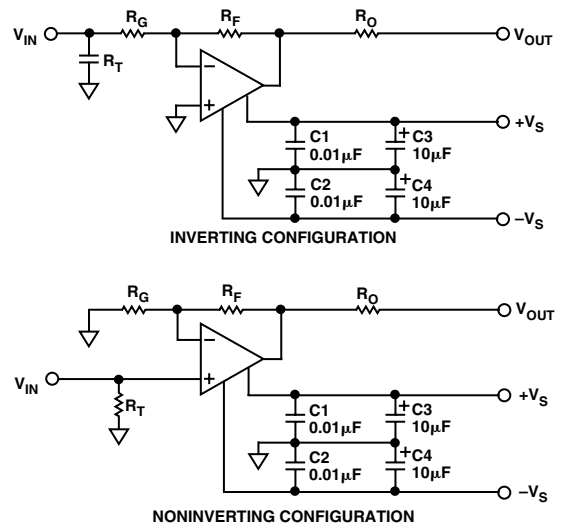 R_G
R_F
R_O
V_IN
V_OUT
R_T
−
+
+V_S
C1
0.01µF
+ C3
10µF
C2
0.01µF
+ C4
10µF
−V_S
INVERTING CONFIGURATION
R_G
R_F
R_O
V_OUT
−
V_IN
+
R_T
+V_S
C1
0.01µF
+ C3
10µF
C2
0.01µF
+ C4
10µF
−V_S
NONINVERTING CONFIGURATION